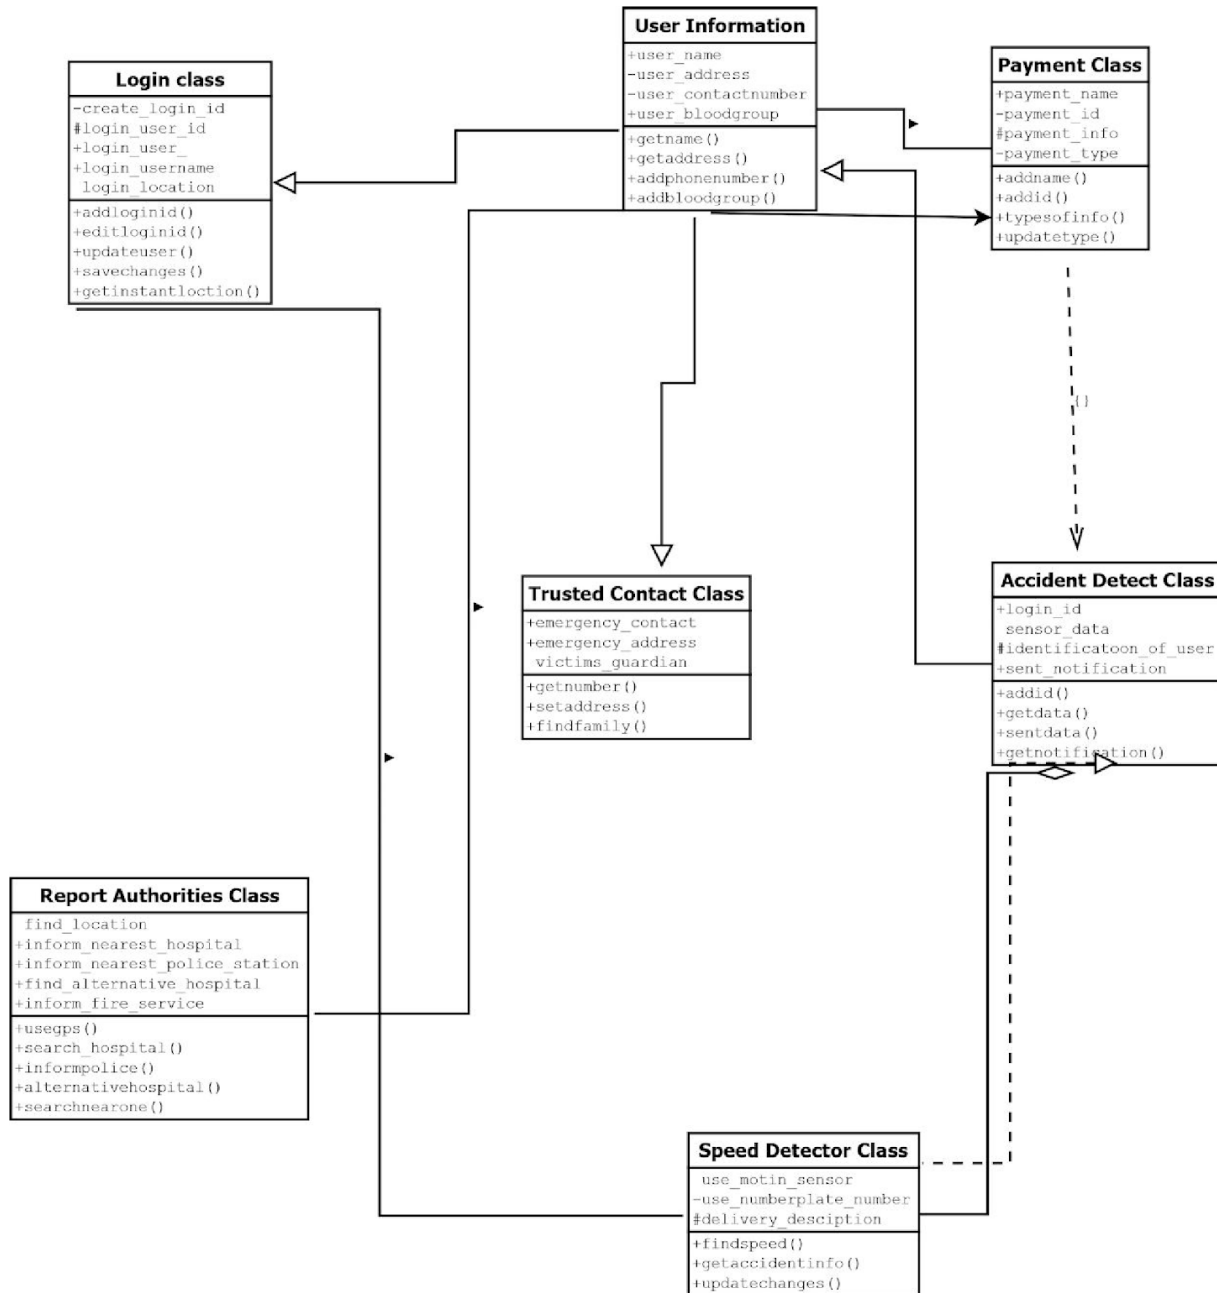 User Information
+user_name
-user_address
-user_contactnumber
+user_bloodgroup
+getname()
+getaddress()
+addphonenumber()
+addbloodgroup()
Login class
-create_login_id
#login_user_id
+login_user_
+login_username
login_location
+addloginid()
+editloginid()
+updateuser()
+savechanges()
+getinstantloction()
Payment Class
+payment_name
-payment_id
#payment_info
-payment_type
+addname()
+addid()
+typesofinfo()
+updatetype()
{}
Trusted Contact Class
+emergency_contact
+emergency_address
victims_guardian
+getnumber()
+setaddress()
+findfamily()
Accident Detect Class
+login_id
sensor_data
#identificatoon_of_user
+sent_notification
+addid()
+getdata()
+sentdata()
+getnotification()
Report Authorities Class
find_location
+inform_nearest_hospital
+inform_nearest_police_station
+find_alternative_hospital
+inform_fire_service
+usegps()
+search_hospital()
+informpolice()
+alternativehospital()
+searchnearone()
Speed Detector Class
use_motin_sensor
-use_numberplate_number
#delivery_desciption
+findspeed()
+getaccidentinfo()
+updatechanges()